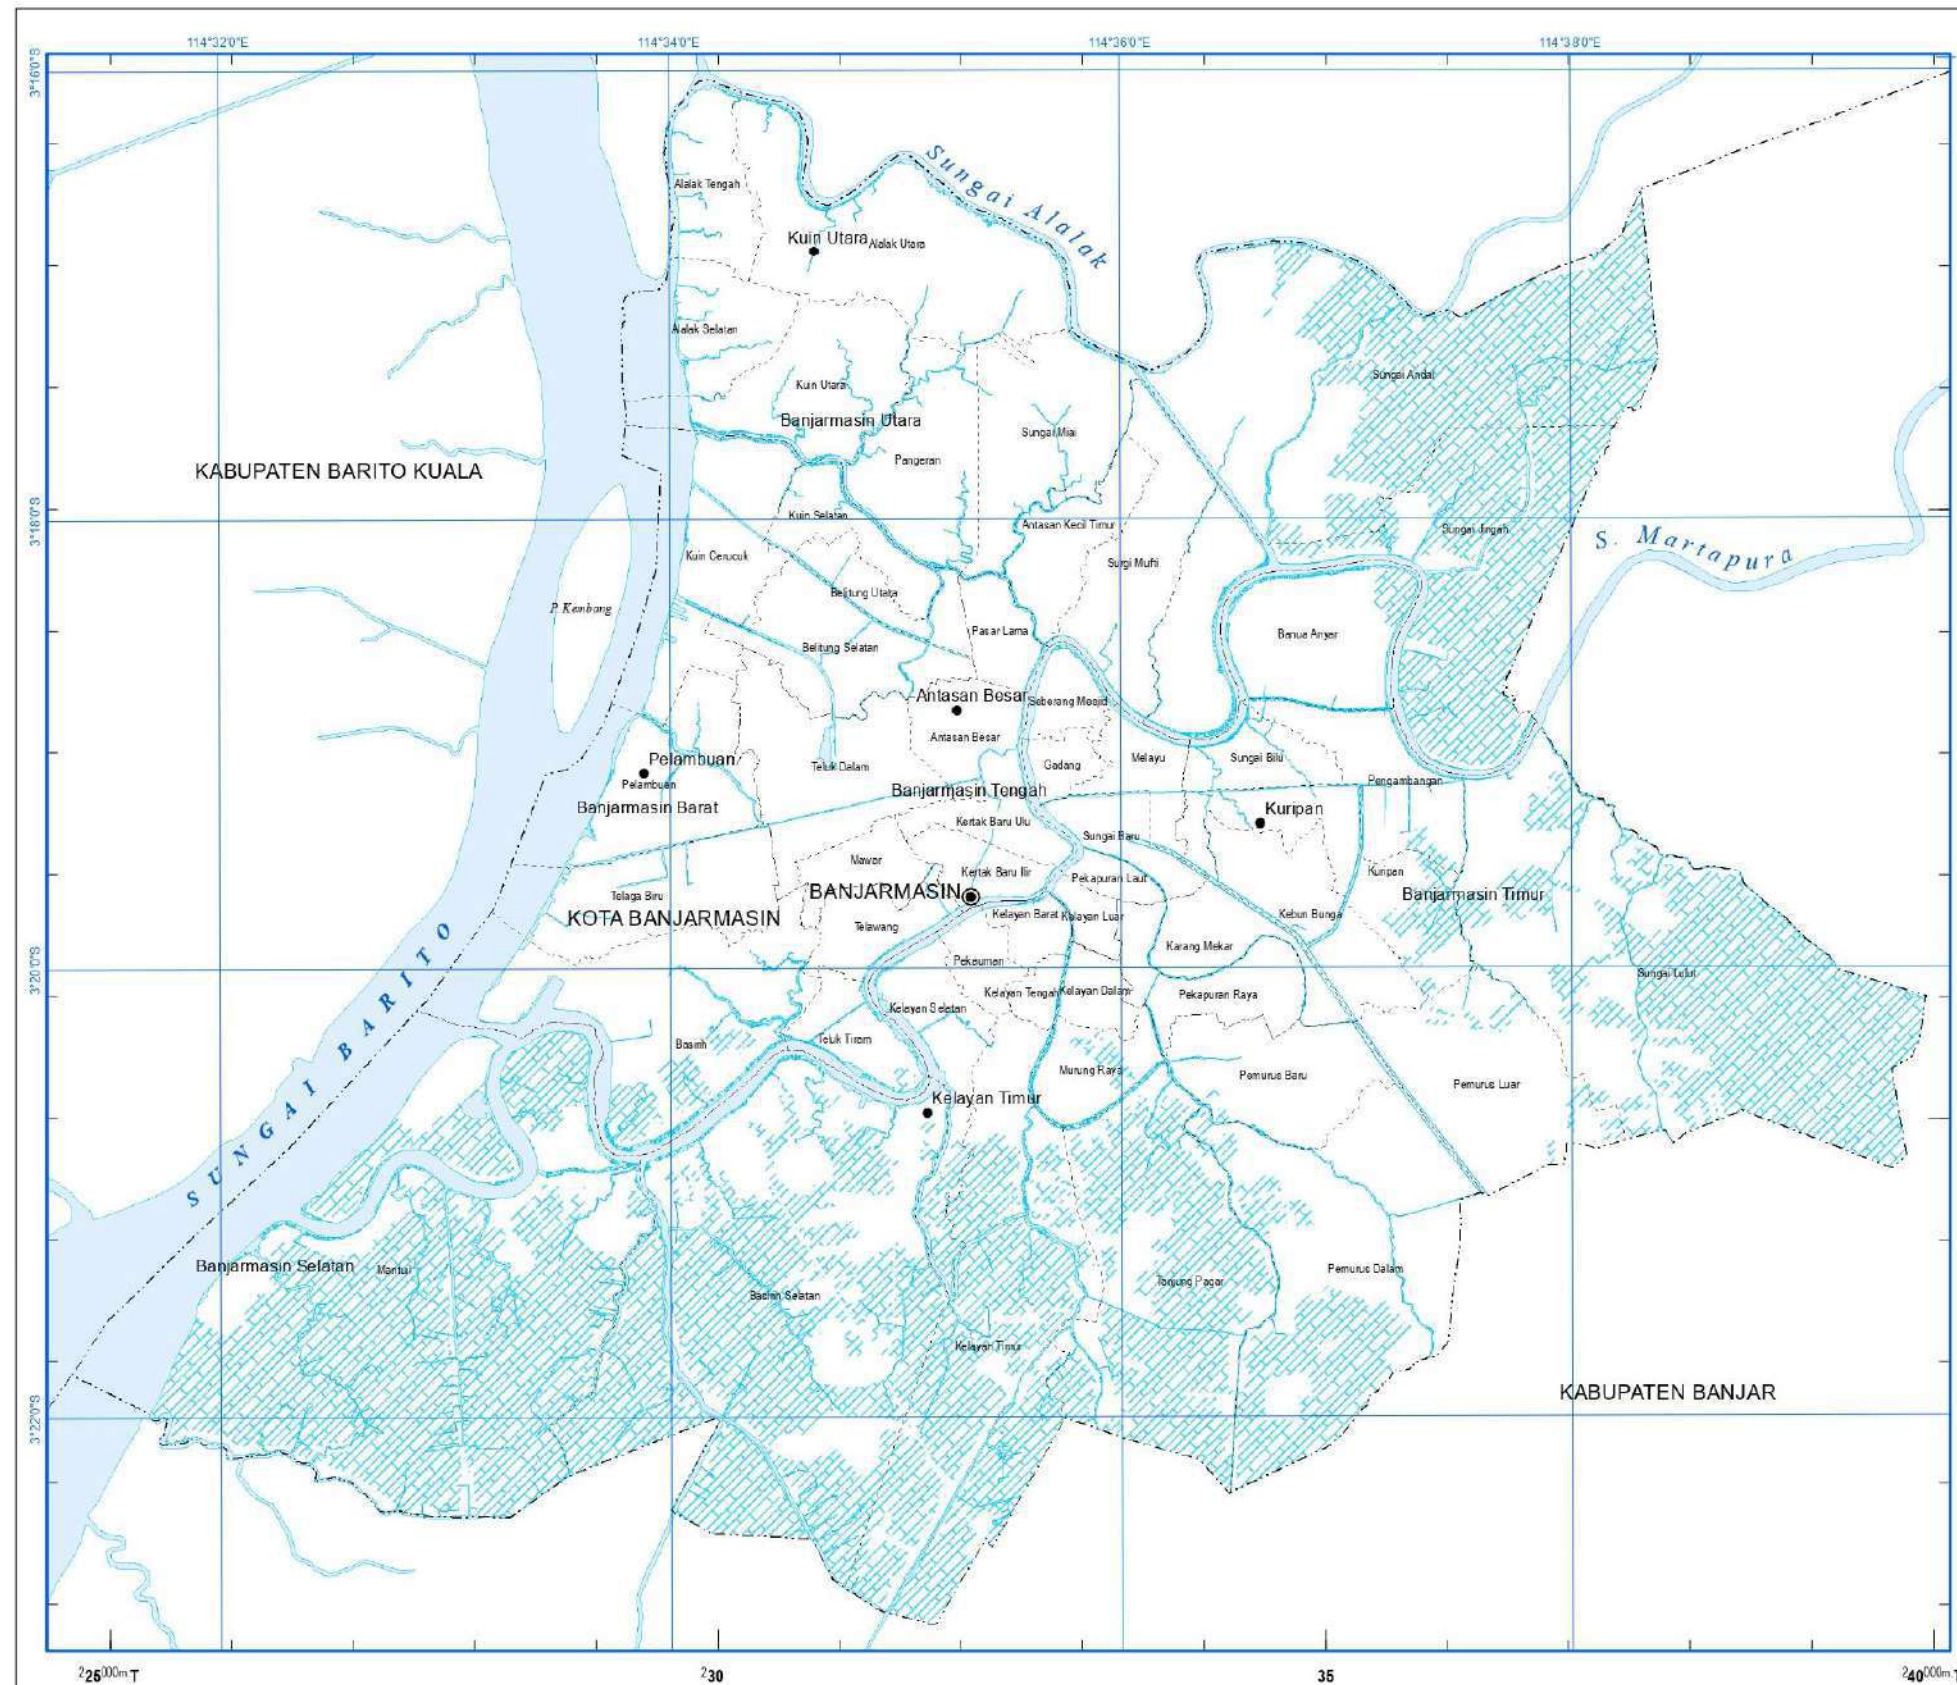 114°32'0"E
114°34'0"E
114°36'0"E
114°38'0"E
3°16'0"S
Sungai Alalak
Alalak Tengah
Kuin Utara
Alalak Utara
Alalak Selatan
Sungai Andai
Kuin Utara
Banjarmasin Utara
Sungai Miai
Pangeran
KABUPATEN BARITO KUALA
3°18'0"S
Kuin Selatan
Antasan Kecil Timur
Sungai Jingah
S. Martapura
Kuin Cerucuk
Surgi Mufti
Belitung Utara
P. Kembang
Pasar Lama
Banua Anyar
Belitung Selatan
Antasan Besar
Seberang Mesjid
Antasan Besar
Pelambuan
Teluk Dalam
Gadang
Melayu
Sungai Bilu
Pengambangan
Pelambuan
Banjarmasin Tengah
Banjarmasin Barat
Kuripan
Kertak Baru Ulu
Sungai Baru
Mawar
Kertak Baru Ilir
Pekapuran Laut
Kuripan
Telaga Biru
BANJARMASIN
Banjarmasin Timur
KOTA BANJARMASIN
Kelayan Barat
Kelayan Luar
Kebun Bunga
Telawang
Karang Mekar
3°20'0"S
Pekauman
Sungai Lulut
Kelayan Tengah
Kelayan Dalam
Pekapuran Raya
Kelayan Selatan
SUNGAI BARITO
Basirih
Teluk Tiram
Murung Raya
Pemurus Baru
Pemurus Luar
Kelayan Timur
Banjarmasin Selatan
Mantuil
Basirih Selatan
Tanjung Pagar
Pemurus Dalam
Kelayan Timur
KABUPATEN BANJAR
3°22'0"S
225000m T
230
35
240000m T